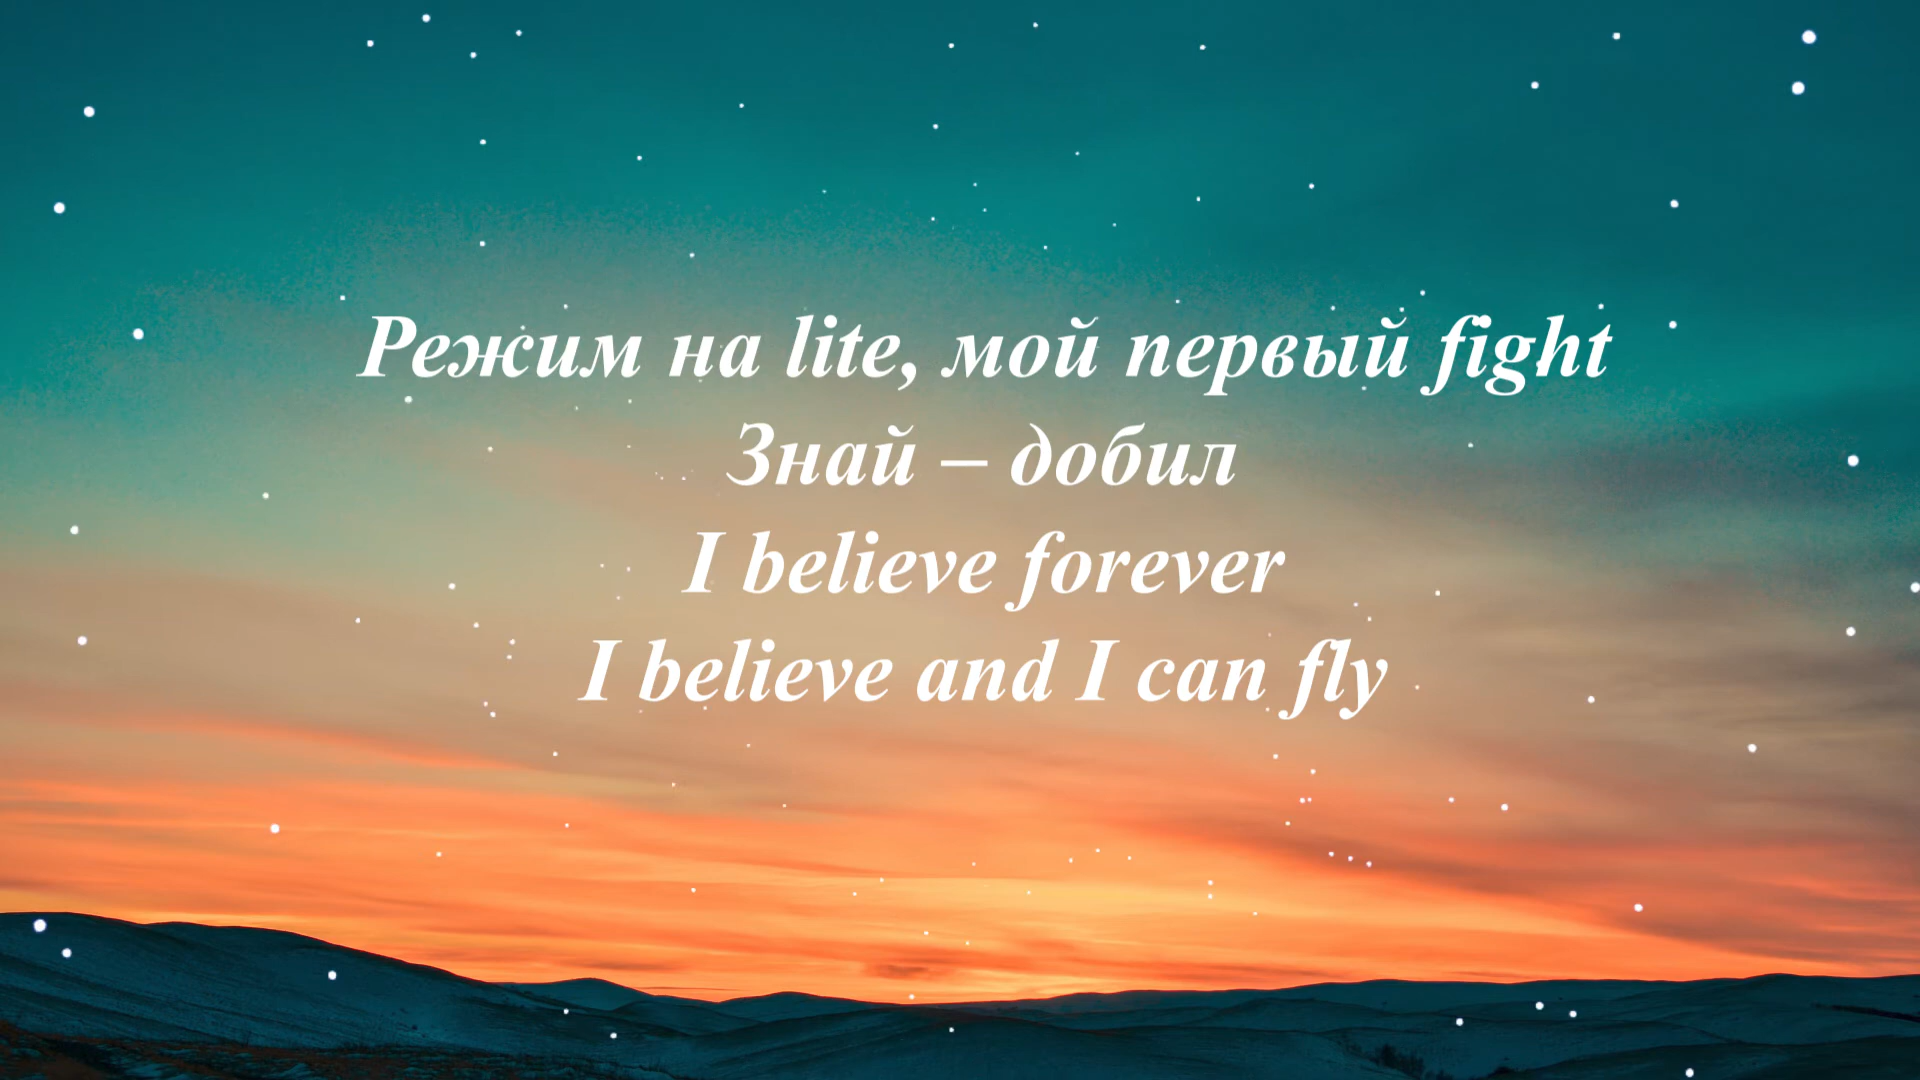 Режим на lite, мой первый fight
Знай – добил
I believe forever
I believe and I can fly